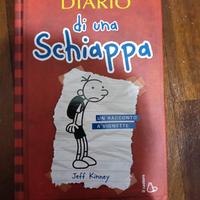 DIARIO
di una
Schiappa
UN RACCONTO
A VIGNETTE
Jeff Kinney